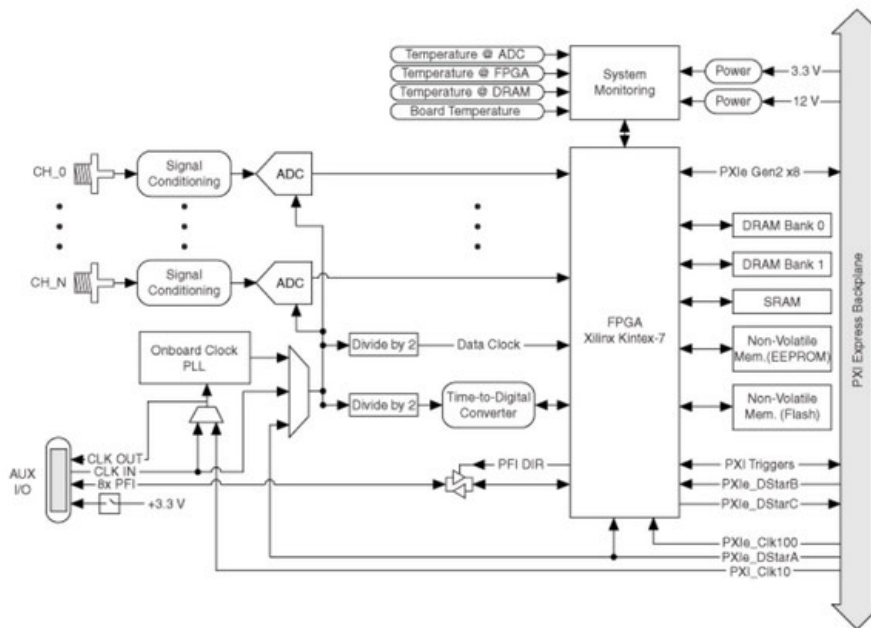 Temperature @ ADC
Temperature @ FPGA
Temperature @ DRAM
Board Temperature
System
Monitoring
Power
3.3 V
Power
12 V
CH_0
Signal
Conditioning
ADC
PXIe Gen2 x8
DRAM Bank 0
DRAM Bank 1
CH_N
Signal
Conditioning
ADC
SRAM
FPGA
Xilinx Kintex-7
Onboard Clock
PLL
Divide by 2
Data Clock
Non-Volatile
Mem.(EEPROM)
Divide by 2
Time-to-Digital
Converter
Non-Volatile
Mem. (Flash)
PXI Express Backplane
AUX
I/O
CLK OUT
CLK IN
8x PFI
+3.3 V
PFI DIR
PXI Triggers
PXIe_DStarB
PXIe_DStarC
PXIe_Clk100
PXIe_DStarA
PXI_Clk10